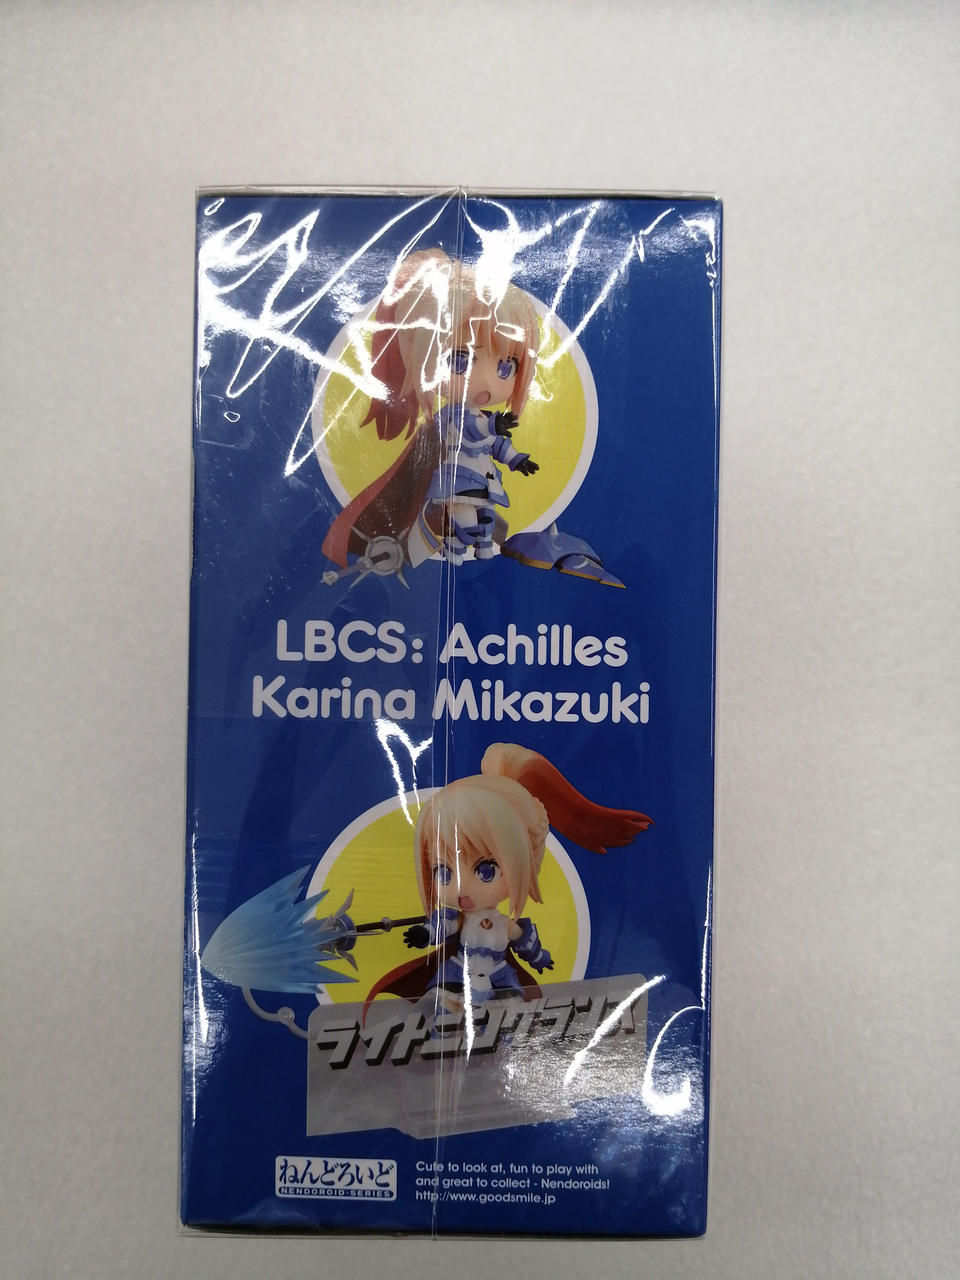 LBCS: Achilles
Karina Mikazuki
ライトニングランス
ねんどろいど
NENDOROID·SERIES
Cute to look at, fun to play with
and great to collect - Nendoroids!
http://www.goodsmile.jp